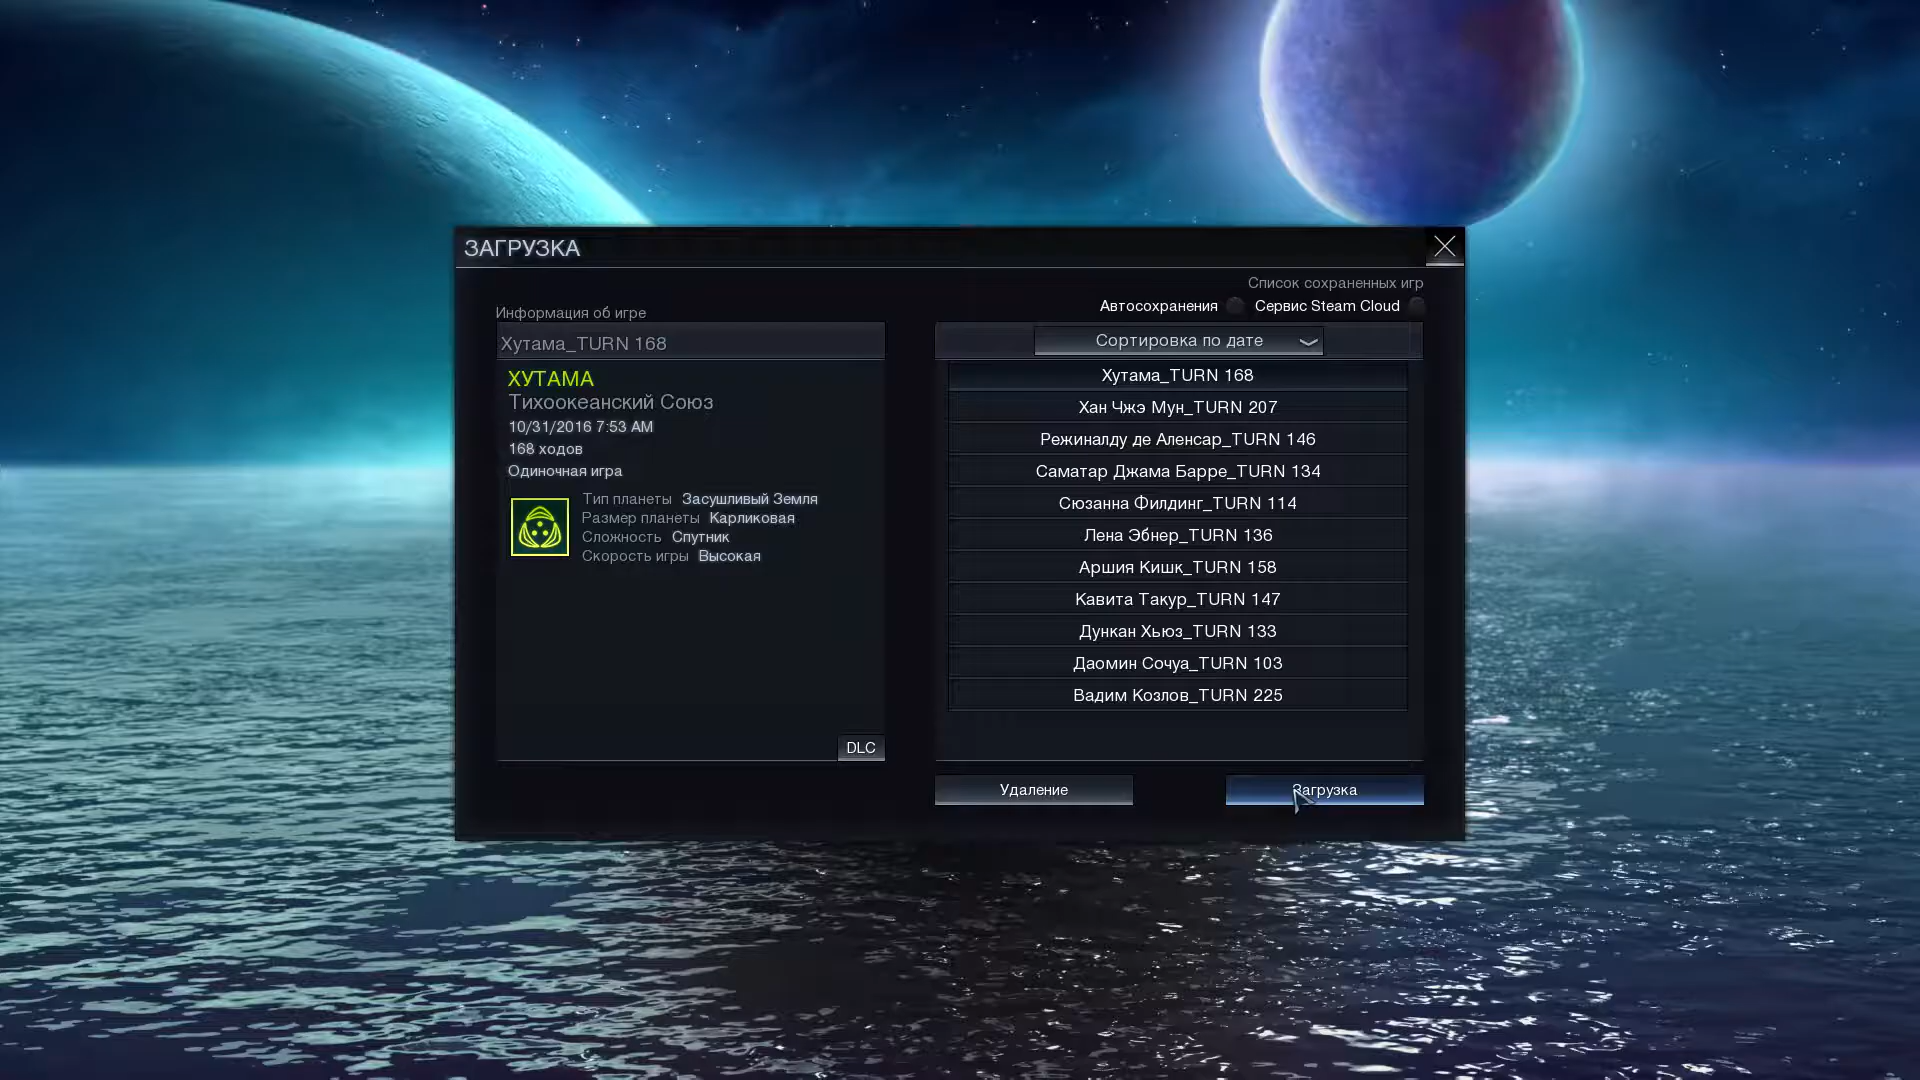 ЗАГРУЗКА
Список сохраненных игр
Автосохранения Сервис Steam Cloud
Информация об игре
Хутама_TURN 168
ХУТАМА
Тихоокеанский Союз
10/31/2016 7:53 AM
168 ходов
Одиночная игра
Тип планеты Засушливый Земля
Размер планеты Карликовая
Сложность Спутник
Скорость игры Высокая
DLC
Сортировка по дате
Хутама_TURN 168
Хан Чжэ Мун_TURN 207
Режиналду де Аленсар_TURN 146
Саматар Джама Барре_TURN 134
Сюзанна Филдинг_TURN 114
Лена Эбнер_TURN 136
Аршия Кишк_TURN 158
Кавита Такур_TURN 147
Дункан Хьюз_TURN 133
Даомин Сочуа_TURN 103
Вадим Козлов_TURN 225
Удаление
Загрузка